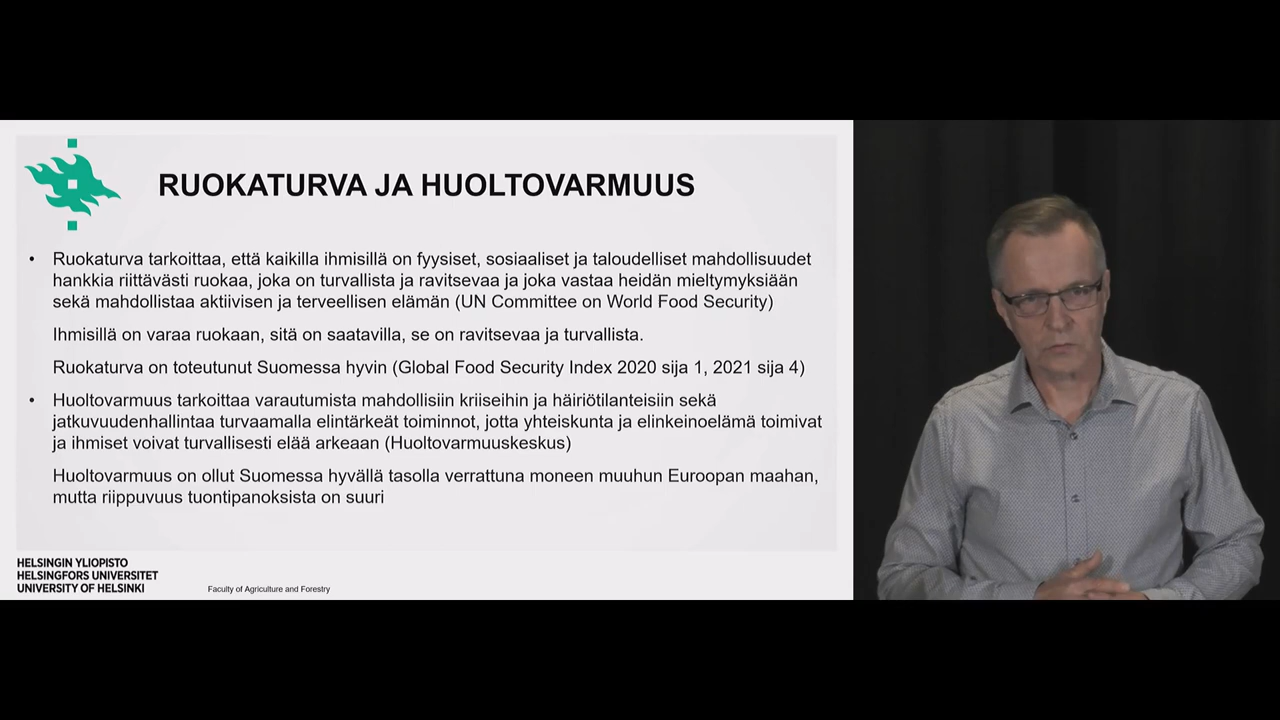 RUOKATURVA JA HUOLTOVARMUUS
• Ruokaturva tarkoittaa, että kaikilla ihmisillä on fyysiset, sosiaaliset ja taloudelliset mahdollisuudet
hankkia riittävästi ruokaa, joka on turvallista ja ravitsevaa ja joka vastaa heidän mieltymyksiään
sekä mahdollistaa aktiivisen ja terveellisen elämän (UN Committee on World Food Security)
Ihmisillä on varaa ruokaan, sitä on saatavilla, se on ravitsevaa ja turvallista.
Ruokaturva on toteutunut Suomessa hyvin (Global Food Security Index 2020 sija 1, 2021 sija 4)
• Huoltovarmuus tarkoittaa varautumista mahdollisiin kriiseihin ja häiriötilanteisiin sekä
jatkuvuudenhallintaa turvaamalla elintärkeät toiminnot, jotta yhteiskunta ja elinkeinoelämä toimivat
ja ihmiset voivat turvallisesti elää arkeaan (Huoltovarmuuskeskus)
Huoltovarmuus on ollut Suomessa hyvällä tasolla verrattuna moneen muuhun Euroopan maahan,
mutta riippuvuus tuontipanoksista on suuri
HELSINGIN YLIOPISTO
HELSINGFORS UNIVERSITET
UNIVERSITY OF HELSINKI
Faculty of Agriculture and Forestry